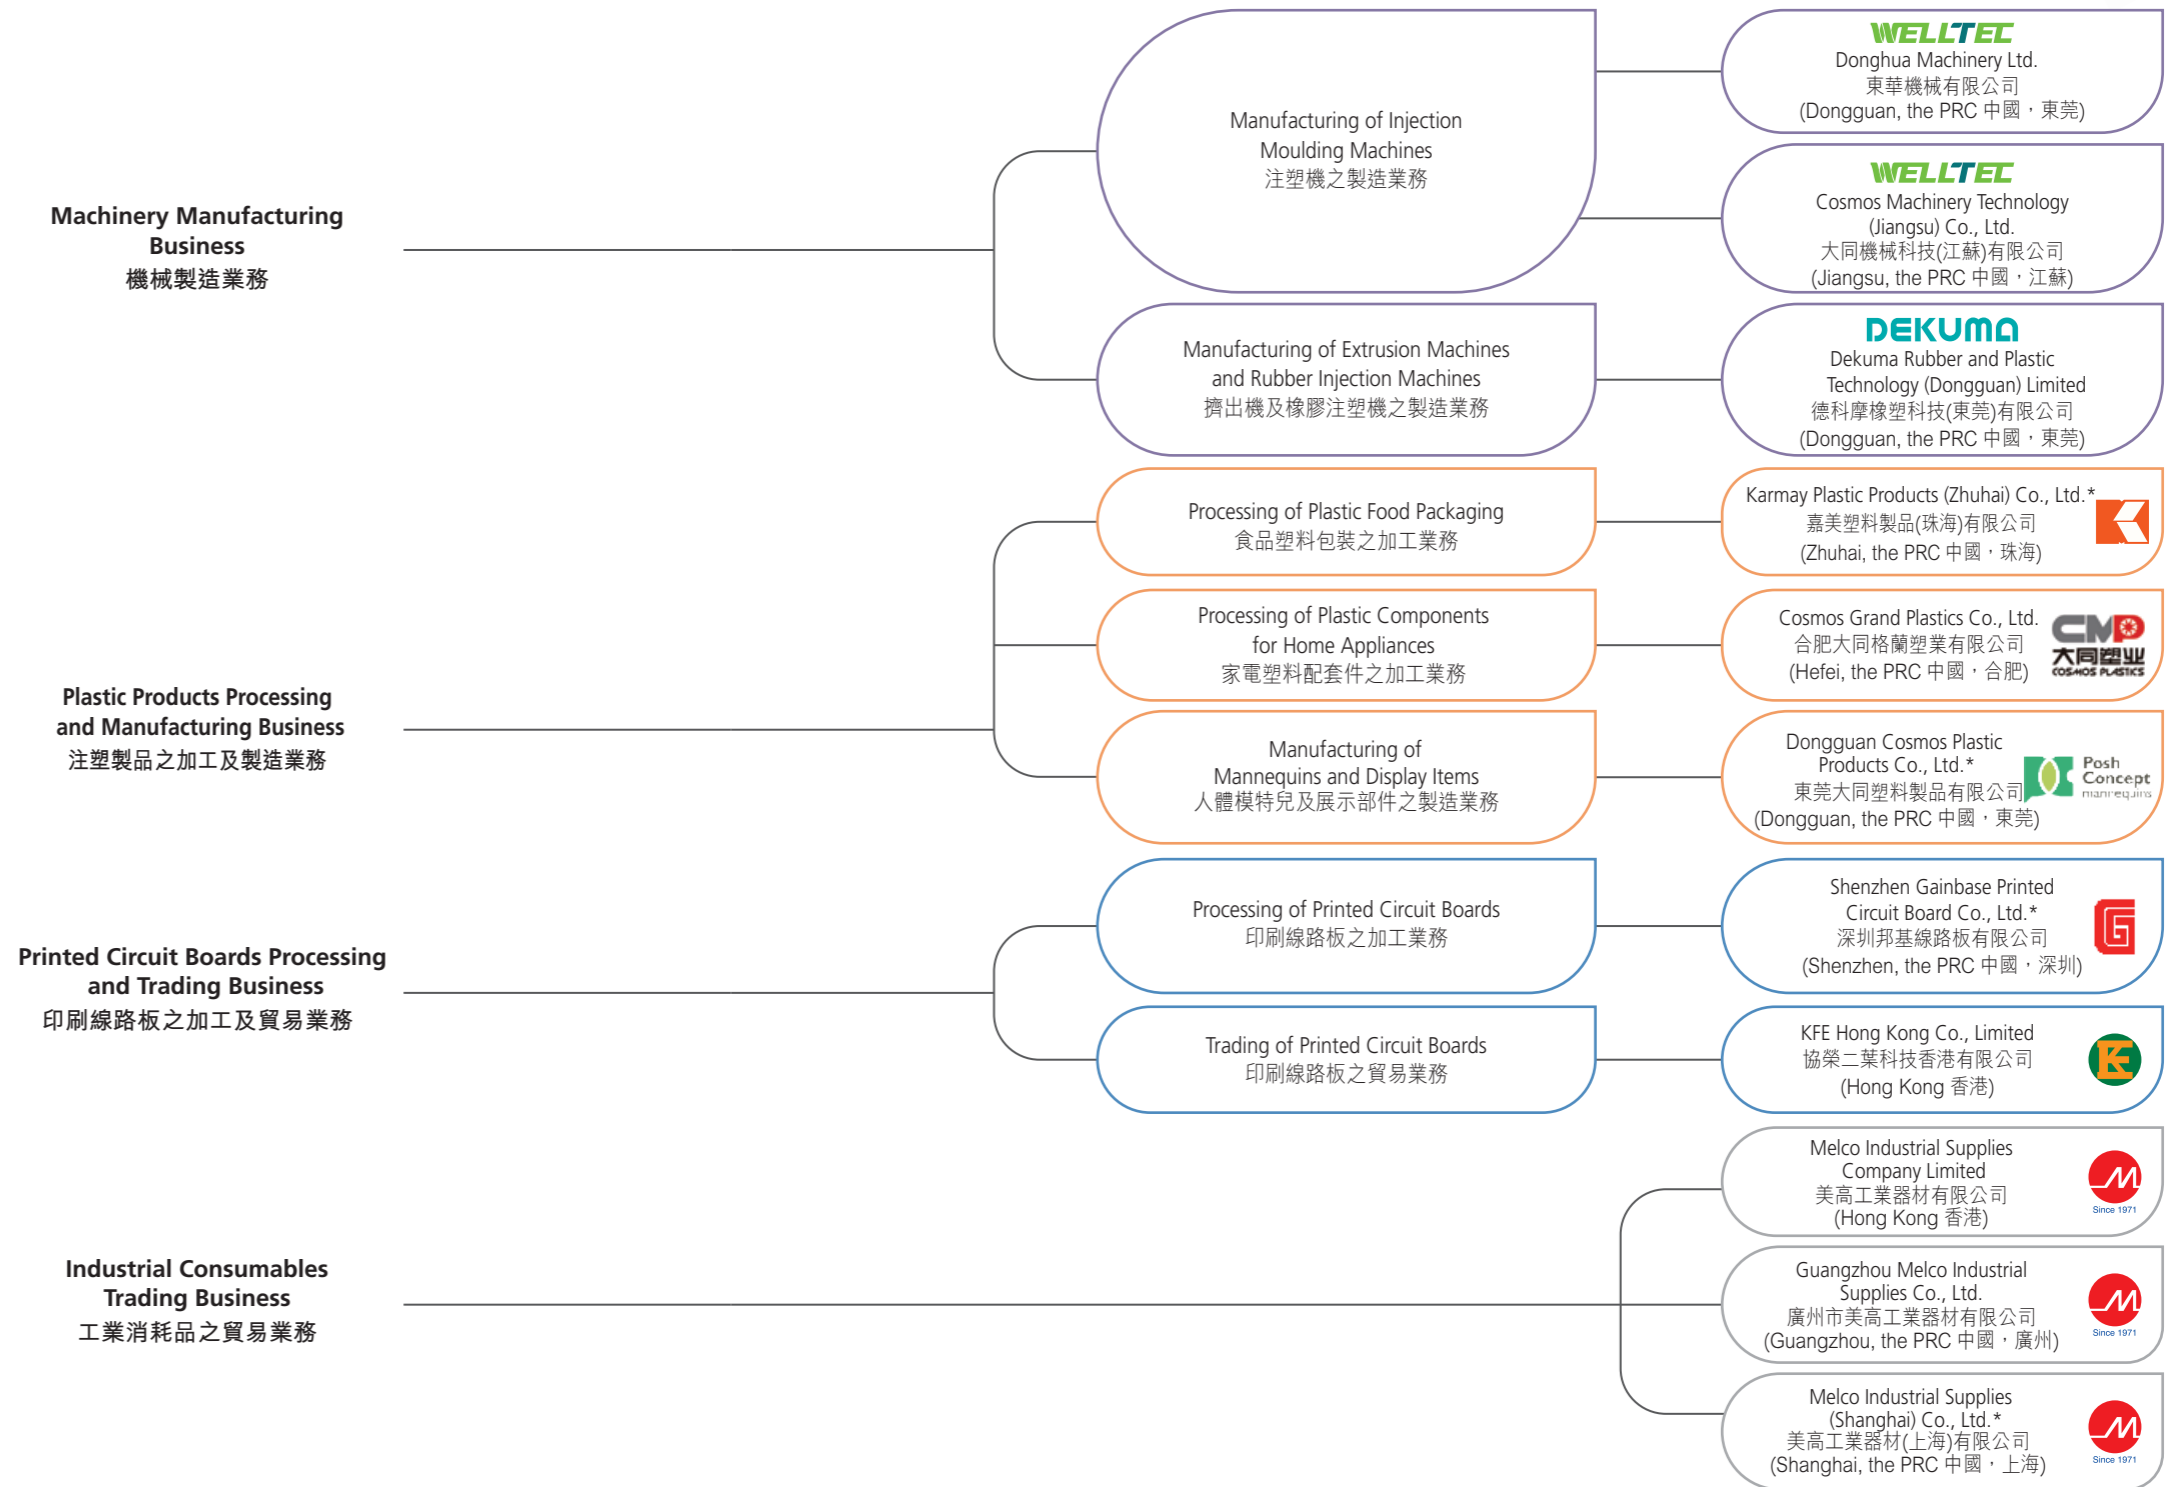 Machinery Manufacturing
Business
機械製造業務
Manufacturing of Injection
Moulding Machines
注塑機之製造業務
WELLTEC
Donghua Machinery Ltd.
東華機械有限公司
(Dongguan, the PRC 中國，東莞)
WELLTEC
Cosmos Machinery Technology
(Jiangsu) Co., Ltd.
大同機械科技(江蘇)有限公司
(Jiangsu, the PRC 中國，江蘇)
Manufacturing of Extrusion Machines
and Rubber Injection Machines
擠出機及橡膠注塑機之製造業務
DEKUMA
Dekuma Rubber and Plastic
Technology (Dongguan) Limited
德科摩橡塑科技(東莞)有限公司
(Dongguan, the PRC 中國，東莞)
Plastic Products Processing
and Manufacturing Business
注塑製品之加工及製造業務
Processing of Plastic Food Packaging
食品塑料包裝之加工業務
Karmay Plastic Products (Zhuhai) Co., Ltd.*
嘉美塑料製品(珠海)有限公司
(Zhuhai, the PRC 中國，珠海)
Processing of Plastic Components
for Home Appliances
家電塑料配套件之加工業務
Cosmos Grand Plastics Co., Ltd.
合肥大同格蘭塑業有限公司
(Hefei, the PRC 中國，合肥)
CMP
大同塑业
COSMOS PLASTICS
Manufacturing of
Mannequins and Display Items
人體模特兒及展示部件之製造業務
Dongguan Cosmos Plastic
Products Co., Ltd.*
東莞大同塑料製品有限公司
(Dongguan, the PRC 中國，東莞)
Posh
Concept
mannequins
Printed Circuit Boards Processing
and Trading Business
印刷線路板之加工及貿易業務
Processing of Printed Circuit Boards
印刷線路板之加工業務
Shenzhen Gainbase Printed
Circuit Board Co., Ltd.*
深圳邦基線路板有限公司
(Shenzhen, the PRC 中國，深圳)
Trading of Printed Circuit Boards
印刷線路板之貿易業務
KFE Hong Kong Co., Limited
協榮二葉科技香港有限公司
(Hong Kong 香港)
Industrial Consumables
Trading Business
工業消耗品之貿易業務
Melco Industrial Supplies
Company Limited
美高工業器材有限公司
(Hong Kong 香港)
Since 1971
Guangzhou Melco Industrial
Supplies Co., Ltd.
廣州市美高工業器材有限公司
(Guangzhou, the PRC 中國，廣州)
Since 1971
Melco Industrial Supplies
(Shanghai) Co., Ltd.*
美高工業器材(上海)有限公司
(Shanghai, the PRC 中國，上海)
Since 1971